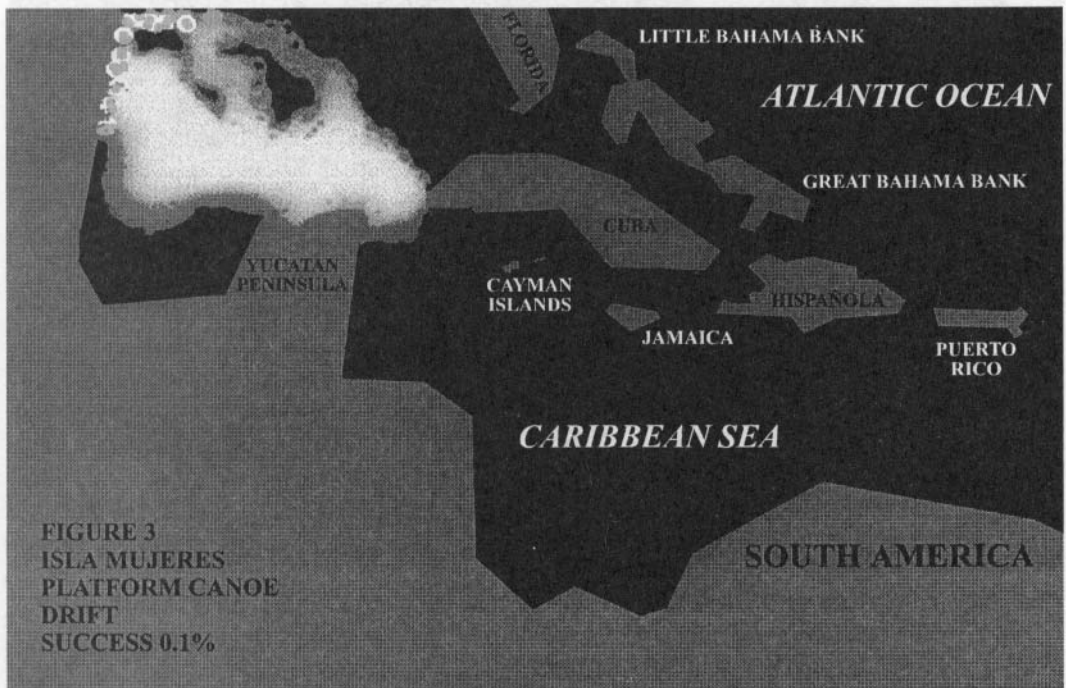 FLORIDA
LITTLE BAHAMA BANK
ATLANTIC OCEAN
GREAT BAHAMA BANK
CUBA
YUCATAN
PENINSULA
CAYMAN
ISLANDS
HISPAÑOLA
JAMAICA
PUERTO
RICO
CARIBBEAN SEA
FIGURE 3
ISLA MUJERES
PLATFORM CANOE
DRIFT
SUCCESS 0.1%
SOUTH AMERICA